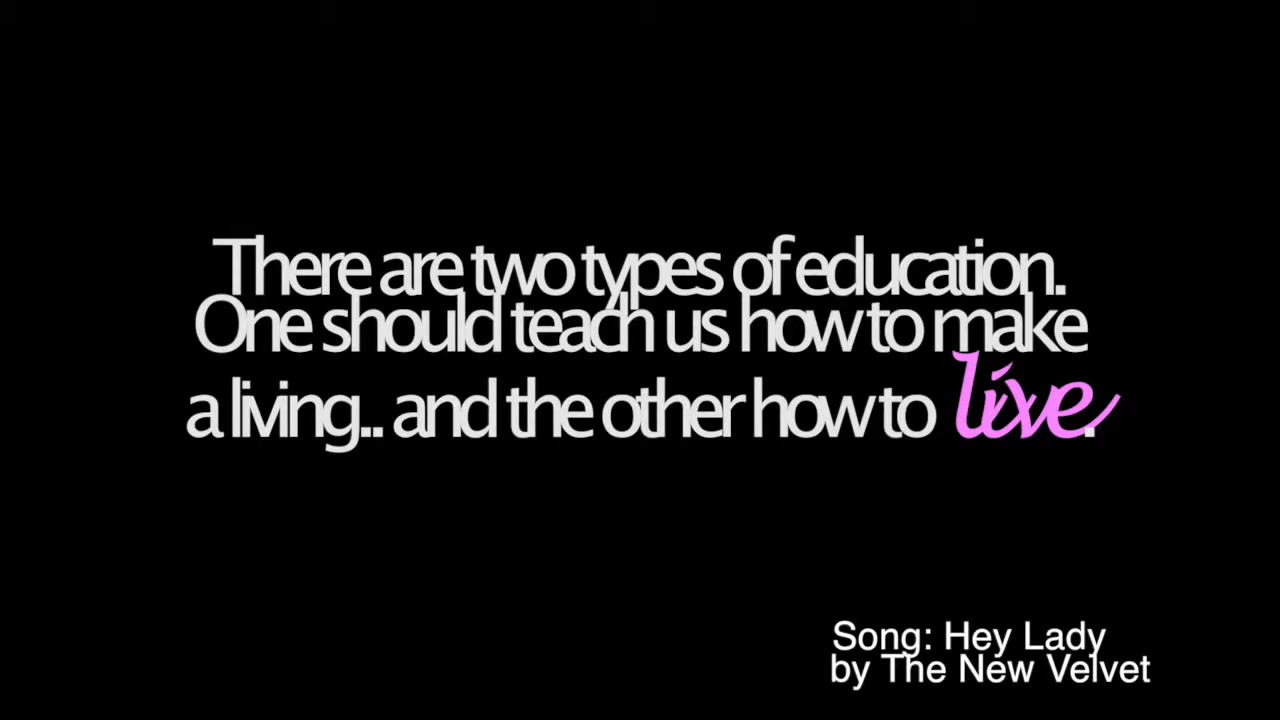 There are two types of education.
One should teach us how to make
a living.. and the other how to live.
Song: Hey Lady
by The New Velvet